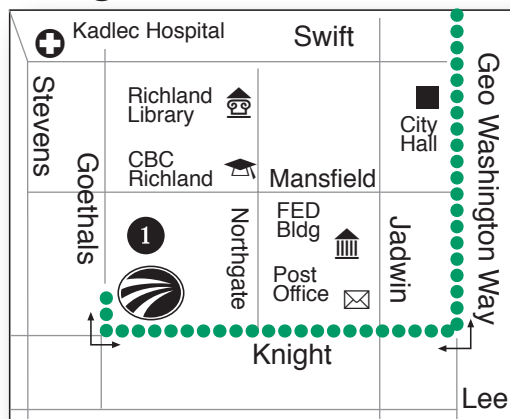 Kadlec Hospital
Swift
Stevens
Goethals
Richland
Library
CBC
Richland
City
Hall
Geo Washington Way
Mansfield
1
Northgate
FED
Bldg
Post
Office
Jadwin
Knight
Lee